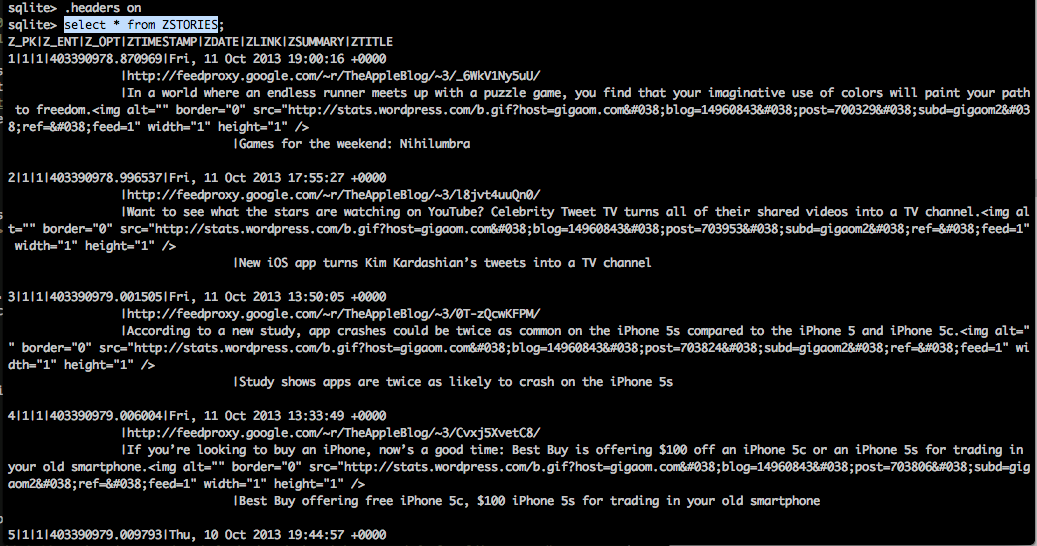 sqlite> .headers on
sqlite> select * from ZSTORIES;
Z_PK|Z_ENT|Z_OPT|ZTIMESTAMP|ZDATE|ZLINK|ZSUMMARY|ZTITLE
1|1|1|403390978.870969|Fri, 11 Oct 2013 19:00:16 +0000
|http://feedproxy.google.com/~r/TheAppleBlog/~3/_6WkV1Ny5uU/
|In a world where an endless runner meets up with a puzzle game, you find that your imaginative use of colors will paint your path
to freedom.<img alt="" border="0" src="http://stats.wordpress.com/b.gif?host=gigaom.com&#038;blog=14960843&#038;post=700329&#038;subd=gigaom2&#03
8;ref=&#038;feed=1" width="1" height="1" />
|Games for the weekend: Nihilumbra
2|1|1|403390978.996537|Fri, 11 Oct 2013 17:55:27 +0000
|http://feedproxy.google.com/~r/TheAppleBlog/~3/l8jvt4uuQn0/
|Want to see what the stars are watching on YouTube? Celebrity Tweet TV turns all of their shared videos into a TV channel.<img al
t="" border="0" src="http://stats.wordpress.com/b.gif?host=gigaom.com&#038;blog=14960843&#038;post=703953&#038;subd=gigaom2&#038;ref=&#038;feed=1"
width="1" height="1" />
|New iOS app turns Kim Kardashian’s tweets into a TV channel
3|1|1|403390979.001505|Fri, 11 Oct 2013 13:50:05 +0000
|http://feedproxy.google.com/~r/TheAppleBlog/~3/0T-zQcwKFPM/
|According to a new study, app crashes could be twice as common on the iPhone 5s compared to the iPhone 5 and iPhone 5c.<img alt="
" border="0" src="http://stats.wordpress.com/b.gif?host=gigaom.com&#038;blog=14960843&#038;post=703824&#038;subd=gigaom2&#038;ref=&#038;feed=1" wi
dth="1" height="1" />
|Study shows apps are twice as likely to crash on the iPhone 5s
4|1|1|403390979.006004|Fri, 11 Oct 2013 13:33:49 +0000
|http://feedproxy.google.com/~r/TheAppleBlog/~3/Cvxj5XvetC8/
|If you’re looking to buy an iPhone, now’s a good time: Best Buy is offering $100 off an iPhone 5c or an iPhone 5s for trading in
your old smartphone.<img alt="" border="0" src="http://stats.wordpress.com/b.gif?host=gigaom.com&#038;blog=14960843&#038;post=703806&#038;subd=gig
aom2&#038;ref=&#038;feed=1" width="1" height="1" />
|Best Buy offering free iPhone 5c, $100 iPhone 5s for trading in your old smartphone
5|1|1|403390979.009793|Thu, 10 Oct 2013 19:44:57 +0000